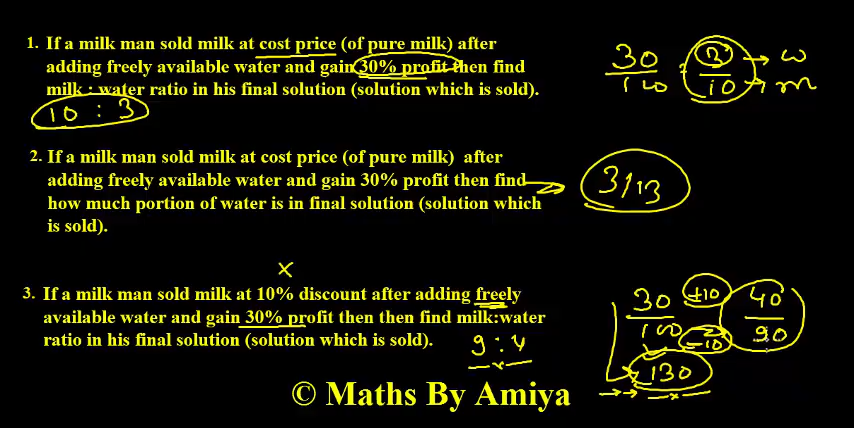 1. If a milk man sold milk at cost price (of pure milk) after
adding freely available water and gain 30% profit then find
milk : water ratio in his final solution (solution which is sold).
10 : 3
30/100 = 3/10 → w
→ m
2. If a milk man sold milk at cost price (of pure milk) after
adding freely available water and gain 30% profit then find
how much portion of water is in final solution (solution which
is sold).
3/13
x
3. If a milk man sold milk at 10% discount after adding freely
available water and gain 30% profit then then find milk:water
ratio in his final solution (solution which is sold).
9 : 4
30 +10 40
100 -10 90
130
© Maths By Amiya